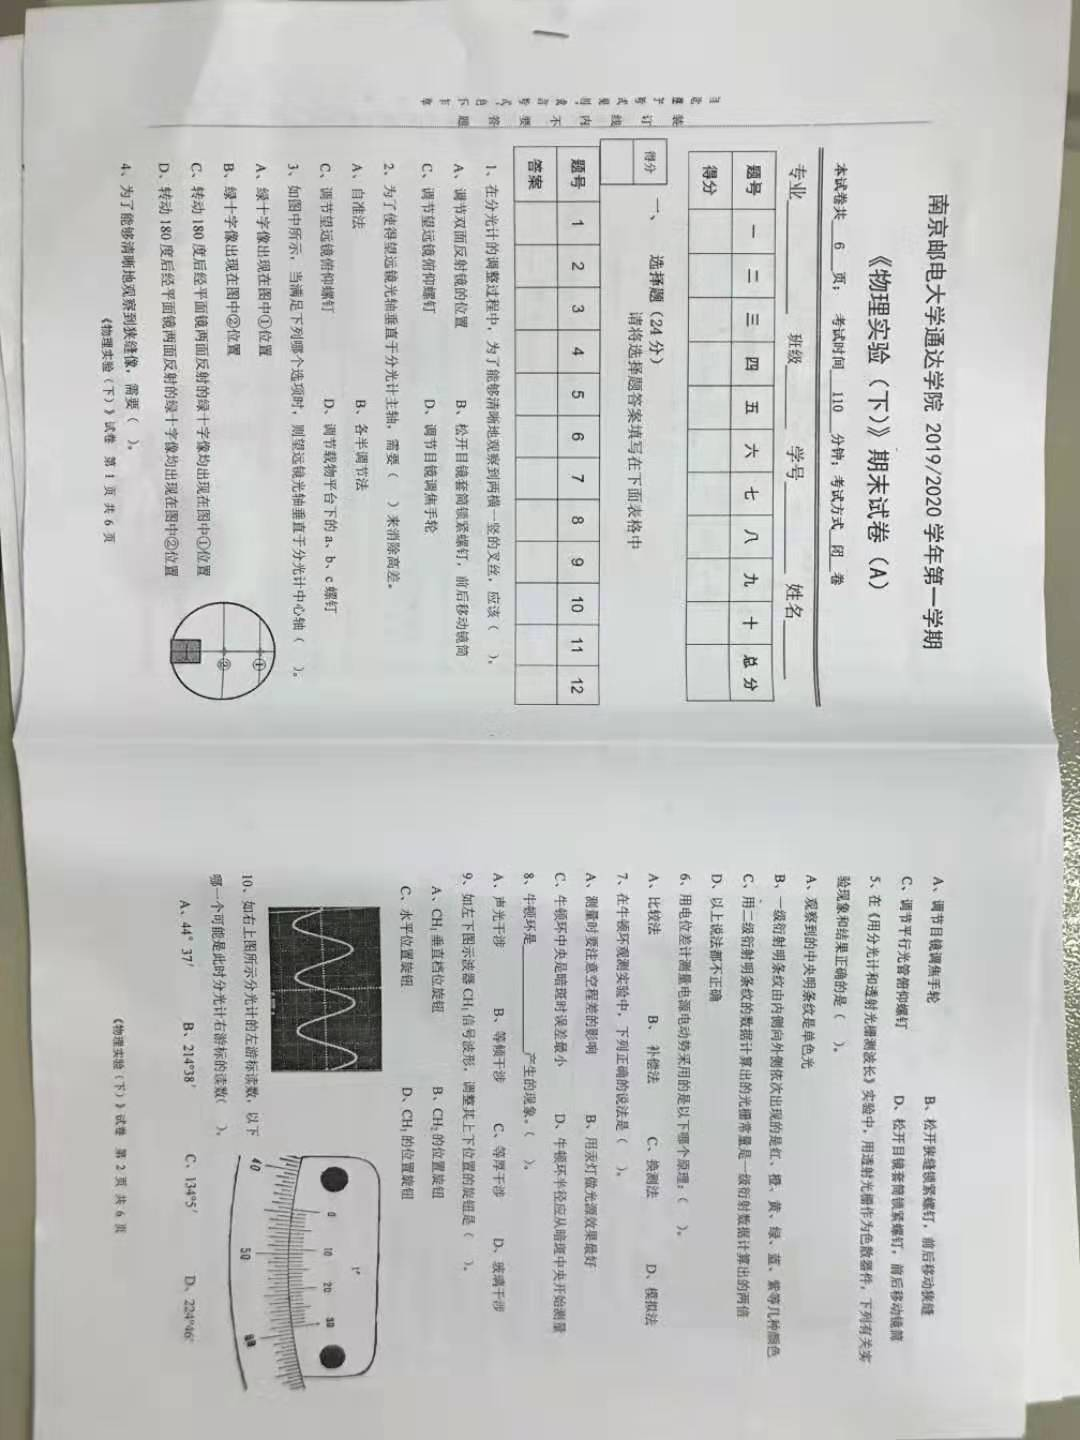 南京邮电大学通达学院 2019/2020 学年第一学期
《物理实验（下）》期末试卷（A）
本试卷共 6 页； 考试时间 110 分钟；考试方式 闭 卷
专业 班级 学号 姓名
题号 一 二 三 四 五 六 七 八 九 十 总分
得分
得分
一、 选择题（24分）
请将选择题答案填写在下面表格中
题号 1 2 3 4 5 6 7 8 9 10 11 12
答案
1、在分光计的调整过程中，为了能够清晰地观察到两横一竖的叉丝，应该（ ）。
A、调节双面反射镜的位置 B、松开目镜套筒锁紧螺钉，前后移动镜筒
C、调节望远镜俯仰螺钉 D、调节目镜调焦手轮
2、为了使得望远镜光轴垂直于分光计主轴，需要（ ）来消除高差。
A、自准法 B、各半调节法
C、调节望远镜俯仰螺钉 D、调节载物平台下的 a、b、c 螺钉
3、如图中所示，当满足下列哪个选项时，则望远镜光轴垂直于分光计中心轴（ ）。
A、绿十字像出现在图中①位置
B、绿十字像出现在图中②位置
C、转动 180 度后经平面镜两面反射的绿十字像均出现在图中①位置
D、转动 180 度后经平面镜两面反射的绿十字像均出现在图中②位置
①
②
4、为了能够清晰地观察到狭缝像，需要（ ）。
《物理实验（下）》试卷 第 1 页 共 6 页
装 订 线 内 不 要 答 题
A、调节目镜调焦手轮 B、松开狭缝锁紧螺钉，前后移动狭缝
C、调节平行光管俯仰螺钉 D、松开目镜套筒锁紧螺钉，前后移动镜筒
5、在《用分光计和透射光栅测波长》实验中，用透射光栅作为色散器件，下列有关实
验现象和结果正确的是（ ）。
A、观察到的中央明条纹是单色光
B、一级衍射明条纹由内侧向外侧依次出现的是红、橙、黄、绿、蓝、紫等几种颜色
C、用二级衍射明条纹的数据计算出的光栅常量是一级衍射数据计算出的两倍
D、以上说法都不正确
6、用电位差计测量电源电动势采用的是以下哪个原理：（ ）。
A、比较法 B、补偿法 C、换测法 D、模拟法
7、在牛顿环观测实验中，下列正确的说法是（ ）。
A、测量时要注意空程差的影响 B、用汞灯做光源效果最好
C、牛顿环中央是暗斑时误差最小 D、牛顿环半径应从暗斑中央开始测量
8、牛顿环是 产生的现象。（ ）。
A、声光干涉 B、等倾干涉 C、等厚干涉 D、玻璃干涉
9、如左下图示波器 CH₁ 信号波形，调整其上下位置的旋钮是（ ）。
A、CH₁ 垂直档位旋钮 B、CH₂ 的位置旋钮
C、水平位置旋钮 D、CH₁ 的位置旋钮
0 10 20 30
1°
40 50
10、如右上图所示分光计的左游标读数，以下
哪一个可能是此时分光计右游标的读数（ ）。
A、44°37′ B、214°38′ C、134°5′ D、224°46′
《物理实验（下）》试卷 第 2 页 共 6 页